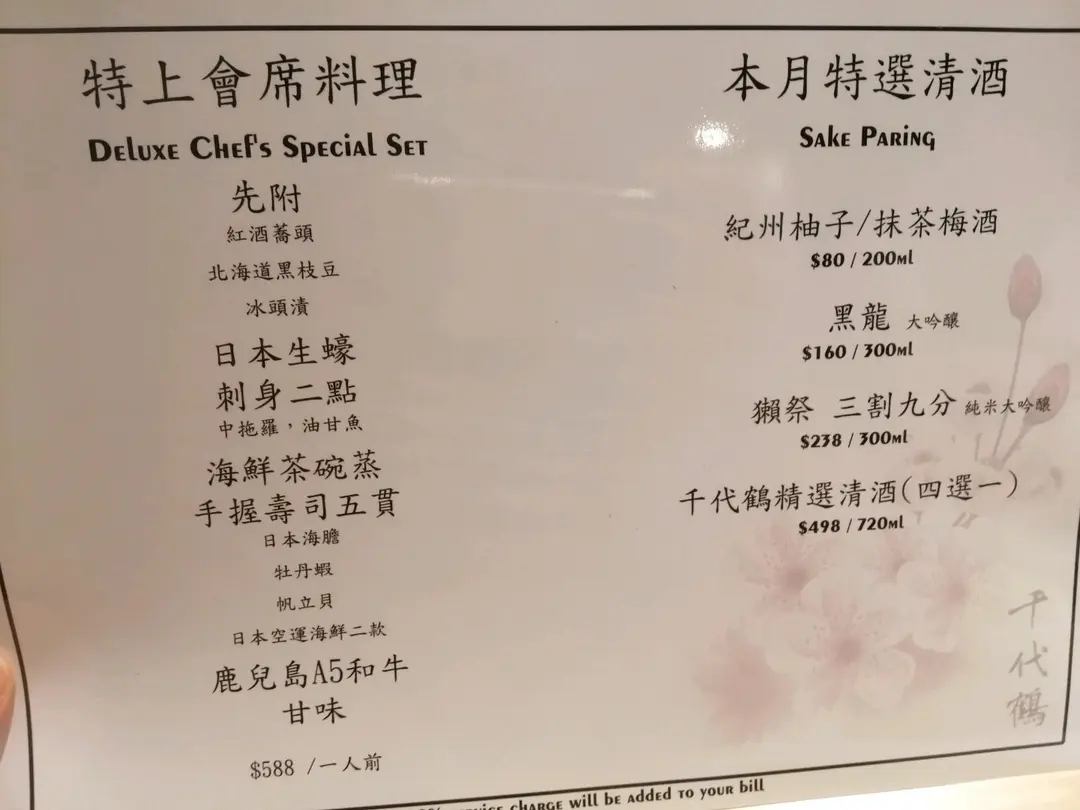 特上會席料理
Deluxe Chef's Special Set
先附
紅酒蕎頭
北海道黑枝豆
冰頭漬
日本生蠔
刺身二點
中拖羅，油甘魚
海鮮茶碗蒸
手握壽司五貫
日本海膽
牡丹蝦
帆立貝
日本空運海鮮二款
鹿兒島A5和牛
甘味
$588 /一人前
本月特選清酒
Sake Paring
紀州柚子/抹茶梅酒
$80 / 200ml
黑龍 大吟釀
$160 / 300ml
獺祭 三割九分 純米大吟釀
$238 / 300ml
千代鶴精選清酒(四選一)
$498 / 720ml
千代鶴
service charge will be added to your bill